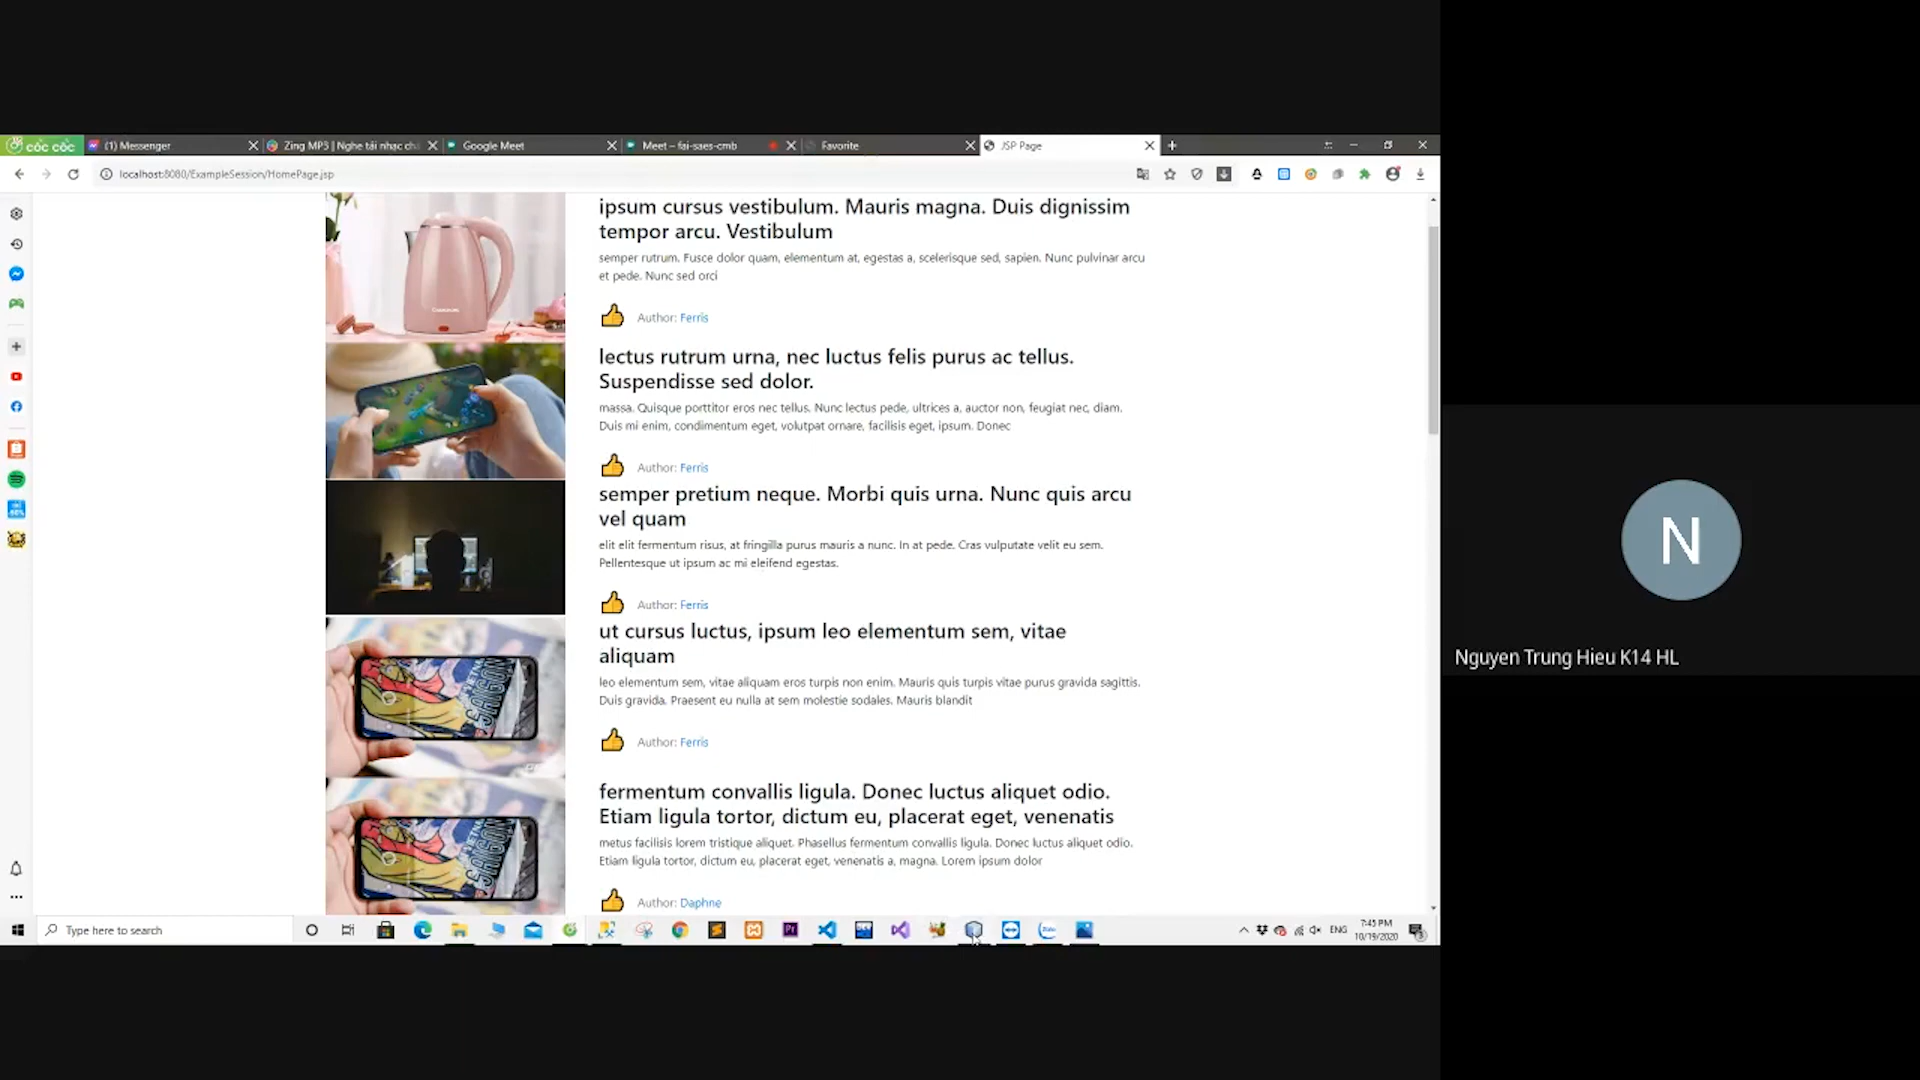 cốc cốc
(1) Messenger
Zing MP3 | Nghe tải nhạc ch
Google Meet
Meet – fai-saes-cmb
Favorite
JSP Page
localhost:8080/ExampleSession/HomePage.jsp
ipsum cursus vestibulum. Mauris magna. Duis dignissim
tempor arcu. Vestibulum
semper rutrum. Fusce dolor quam, elementum at, egestas a, scelerisque sed, sapien. Nunc pulvinar arcu
et pede. Nunc sed orci
Author: Ferris
lectus rutrum urna, nec luctus felis purus ac tellus.
Suspendisse sed dolor.
massa. Quisque porttitor eros nec tellus. Nunc lectus pede, ultrices a, auctor non, feugiat nec, diam.
Duis mi enim, condimentum eget, volutpat ornare, facilisis eget, ipsum. Donec
Author: Ferris
semper pretium neque. Morbi quis urna. Nunc quis arcu
vel quam
elit elit fermentum risus, at fringilla purus mauris a nunc. In at pede. Cras vulputate velit eu sem.
Pellentesque ut ipsum ac mi eleifend egestas.
Author: Ferris
ut cursus luctus, ipsum leo elementum sem, vitae
aliquam
leo elementum sem, vitae aliquam eros turpis non enim. Mauris quis turpis vitae purus gravida sagittis.
Duis gravida. Praesent eu nulla at sem molestie sodales. Mauris blandit
Author: Ferris
SAIGON
fermentum convallis ligula. Donec luctus aliquet odio.
Etiam ligula tortor, dictum eu, placerat eget, venenatis
metus facilisis lorem tristique aliquet. Phasellus fermentum convallis ligula. Donec luctus aliquet odio.
Etiam ligula tortor, dictum eu, placerat eget, venenatis a, magna. Lorem ipsum dolor
Author: Daphne
SAIGON
Type here to search
Pr
ENG
7:45 PM
10/19/2020
N
Nguyen Trung Hieu K14 HL